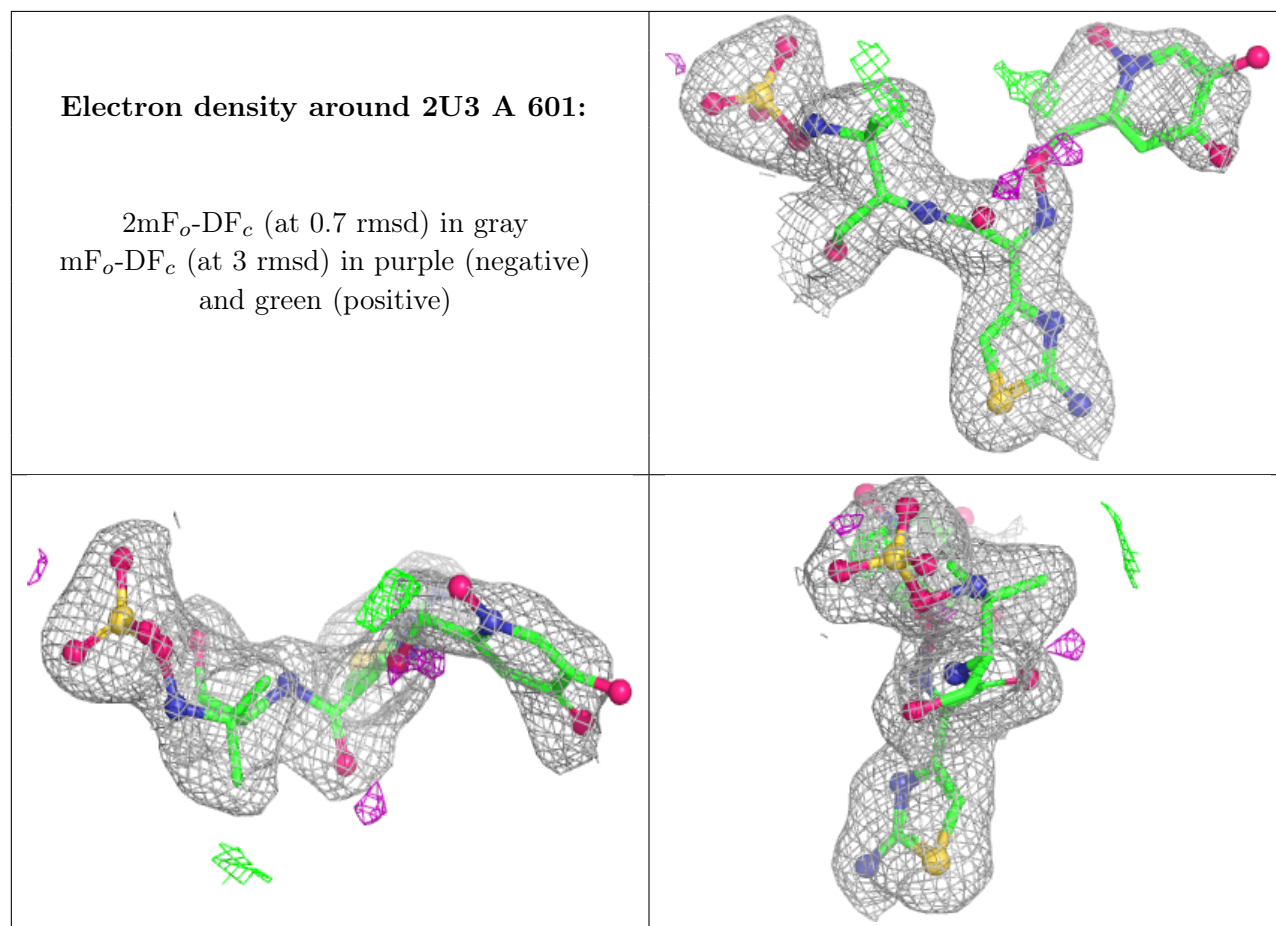 Electron density around 2U3 A 601:
2mFₒ-DF𝒸 (at 0.7 rmsd) in gray
mFₒ-DF𝒸 (at 3 rmsd) in purple (negative)
and green (positive)